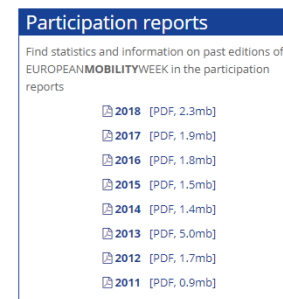 Participation reports
Find statistics and information on past editions of
EUROPEANMOBILITYWEEK in the participation
reports
2018 [PDF, 2.3mb]
2017 [PDF, 1.9mb]
2016 [PDF, 1.8mb]
2015 [PDF, 1.5mb]
2014 [PDF, 1.4mb]
2013 [PDF, 5.0mb]
2012 [PDF, 1.7mb]
2011 [PDF, 0.9mb]